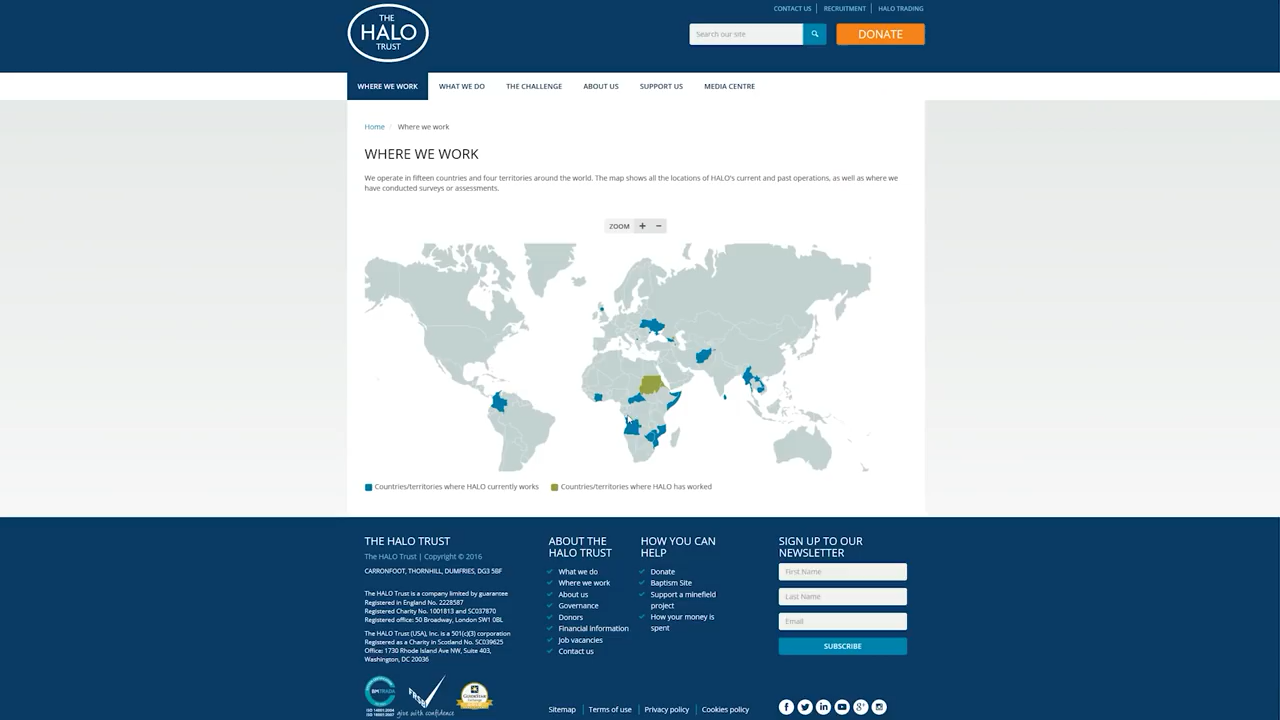 CONTACT US
RECRUITMENT
HALO TRADING
THE
HALO
TRUST
Search our site
DONATE
WHERE WE WORK
WHAT WE DO
THE CHALLENGE
ABOUT US
SUPPORT US
MEDIA CENTRE
Home / Where we work
WHERE WE WORK
We operate in fifteen countries and four territories around the world. The map shows all the locations of HALO's current and past operations, as well as where we
have conducted surveys or assessments.
ZOOM + −
Countries/territories where HALO currently works
Countries/territories where HALO has worked
THE HALO TRUST
The HALO Trust | Copyright © 2016
CARRONFOOT, THORNHILL, DUMFRIES, DG3 5BF
The HALO Trust is a company limited by guarantee
Registered in England No. 2228587
Registered Charity No. 1001813 and SC037870
Registered office: 50 Broadway, London SW1 0BL
The HALO Trust (USA), Inc. is a 501(c)(3) corporation
Registered as a Charity in Scotland No. SC039625
Office: 1730 Rhode Island Ave NW, Suite 403,
Washington, DC 20036
BM TRADA
ISO 14001:2004
give with confidence
ABOUT THE
HALO TRUST
What we do
Where we work
About us
Governance
Donors
Financial information
Job vacancies
Contact us
HOW YOU CAN
HELP
Donate
Baptism Site
Support a minefield
project
How your money is
spent
SIGN UP TO OUR
NEWSLETTER
First Name
Last Name
Email
SUBSCRIBE
Sitemap
Terms of use
Privacy policy
Cookies policy